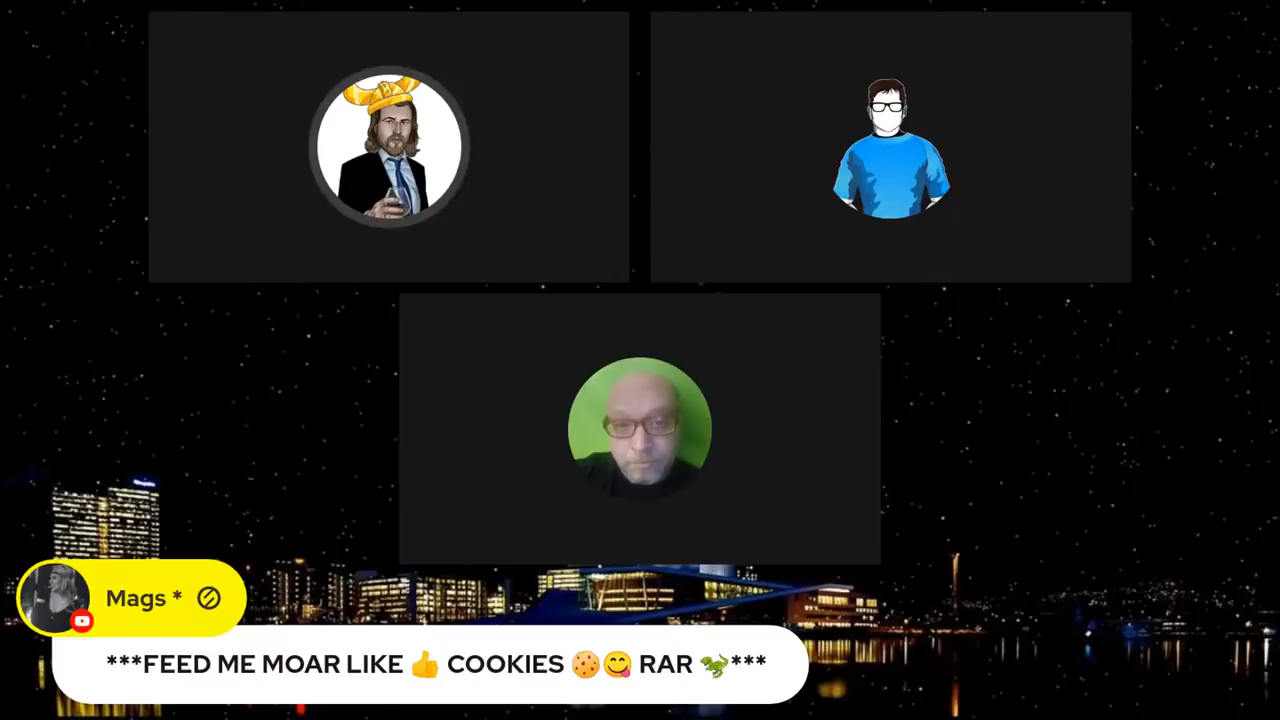 Mags *
***FEED ME MOAR LIKE 👍 COOKIES 🍪😋 RAR 🦖***